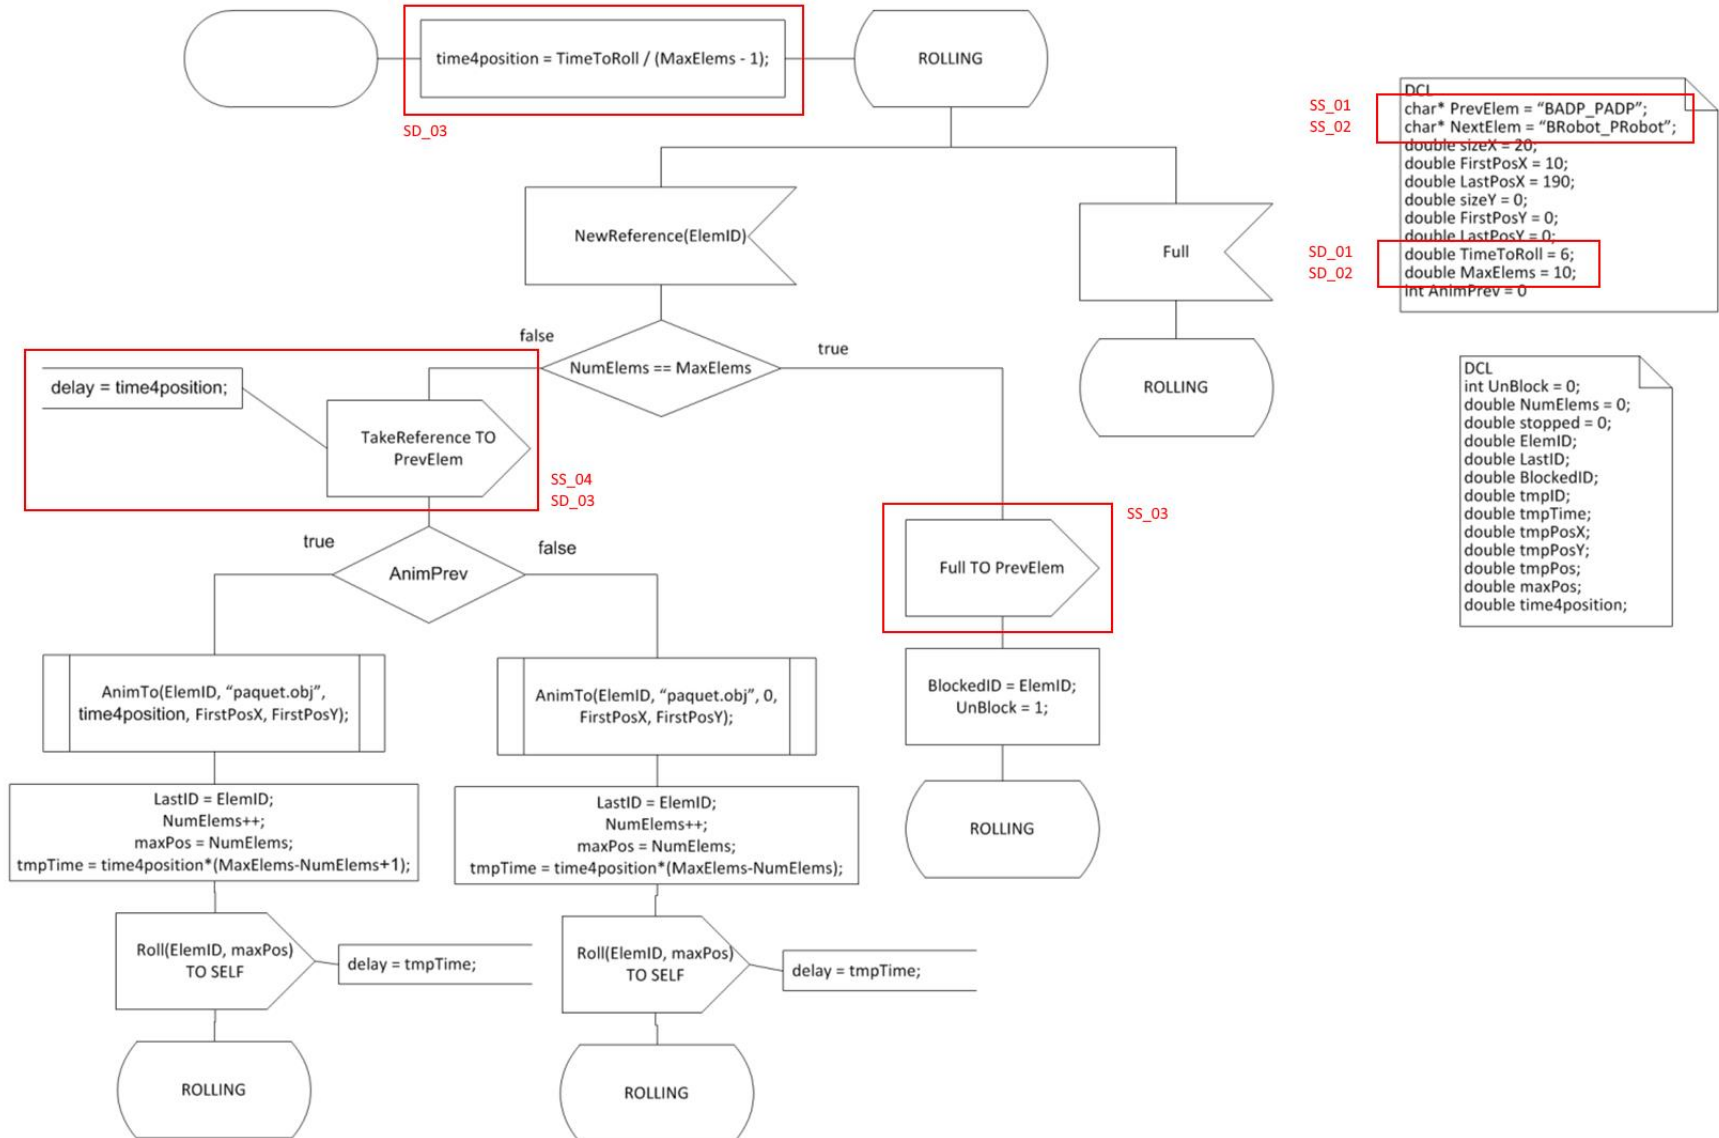 time4position = TimeToRoll / (MaxElems - 1);
ROLLING
SD_03
DCL
SS_01
char* PrevElem = “BADP_PADP”;
SS_02
char* NextElem = “BRobot_PRobot”;
double sizeX = 20;
double FirstPosX = 10;
double LastPosX = 190;
double sizeY = 0;
double FirstPosY = 0;
double LastPosY = 0;
SD_01
double TimeToRoll = 6;
SD_02
double MaxElems = 10;
int AnimPrev = 0
NewReference(ElemID)
Full
false
NumElems == MaxElems
true
ROLLING
delay = time4position;
TakeReference TO
PrevElem
SS_04
SD_03
DCL
int UnBlock = 0;
double NumElems = 0;
double stopped = 0;
double ElemID;
double LastID;
double BlockedID;
double tmpID;
double tmpTime;
double tmpPosX;
double tmpPosY;
double tmpPos;
double maxPos;
double time4position;
SS_03
Full TO PrevElem
true
AnimPrev
false
AnimTo(ElemID, “paquet.obj”,
time4position, FirstPosX, FirstPosY);
AnimTo(ElemID, “paquet.obj”, 0,
FirstPosX, FirstPosY);
BlockedID = ElemID;
UnBlock = 1;
LastID = ElemID;
NumElems++;
maxPos = NumElems;
tmpTime = time4position*(MaxElems-NumElems+1);
LastID = ElemID;
NumElems++;
maxPos = NumElems;
tmpTime = time4position*(MaxElems-NumElems);
ROLLING
Roll(ElemID, maxPos)
TO SELF
delay = tmpTime;
Roll(ElemID, maxPos)
TO SELF
delay = tmpTime;
ROLLING
ROLLING